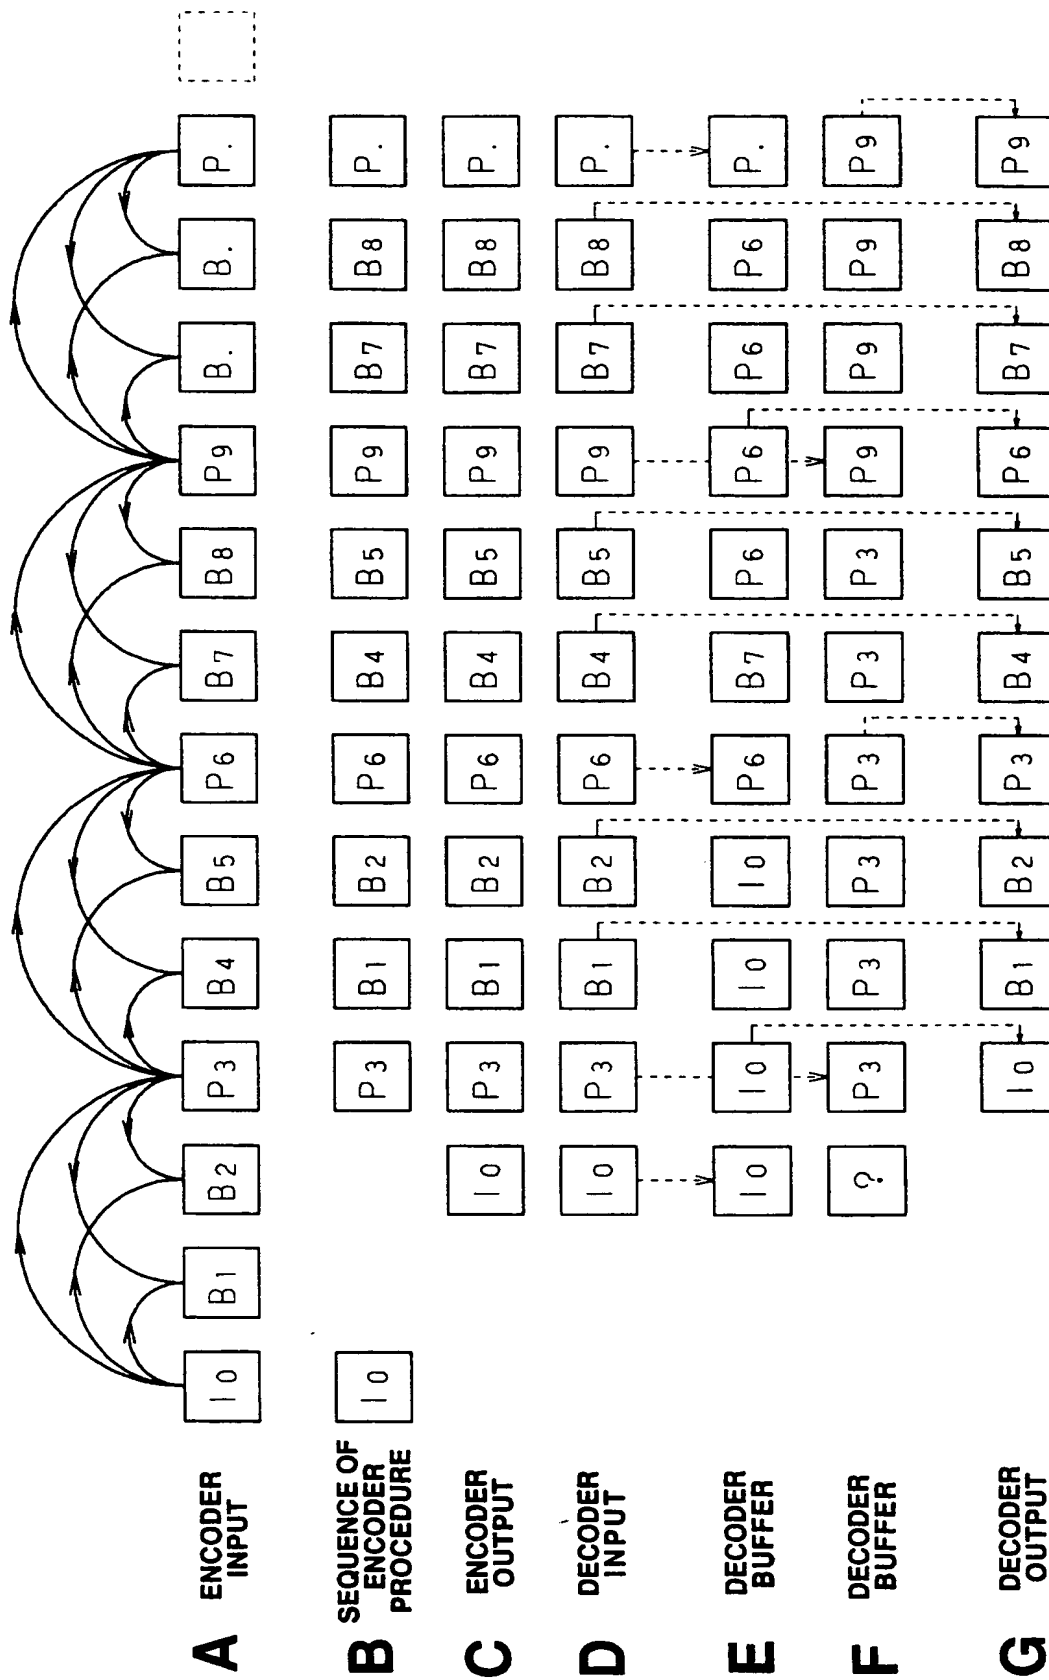 A ENCODER INPUT I0 B1 B2 P3 B4 B5 P6 B7 B8 P9 B. B. P.
B SEQUENCE OF ENCODER PROCEDURE I0 P3 B1 B2 P6 B4 B5 P9 B7 B8 P.
C ENCODER OUTPUT I0 P3 B1 B2 P6 B4 B5 P9 B7 B8 P.
D DECODER INPUT I0 P3 B1 B2 P6 B4 B5 P9 B7 B8 P.
E DECODER BUFFER I0 I0 I0 I0 P6 B7 P6 P6 P6 P6 P.
F DECODER BUFFER ? P3 P3 P3 P3 P3 P3 P9 P9 P9 P9
G DECODER OUTPUT I0 B1 B2 P3 B4 B5 P6 B7 B8 P9